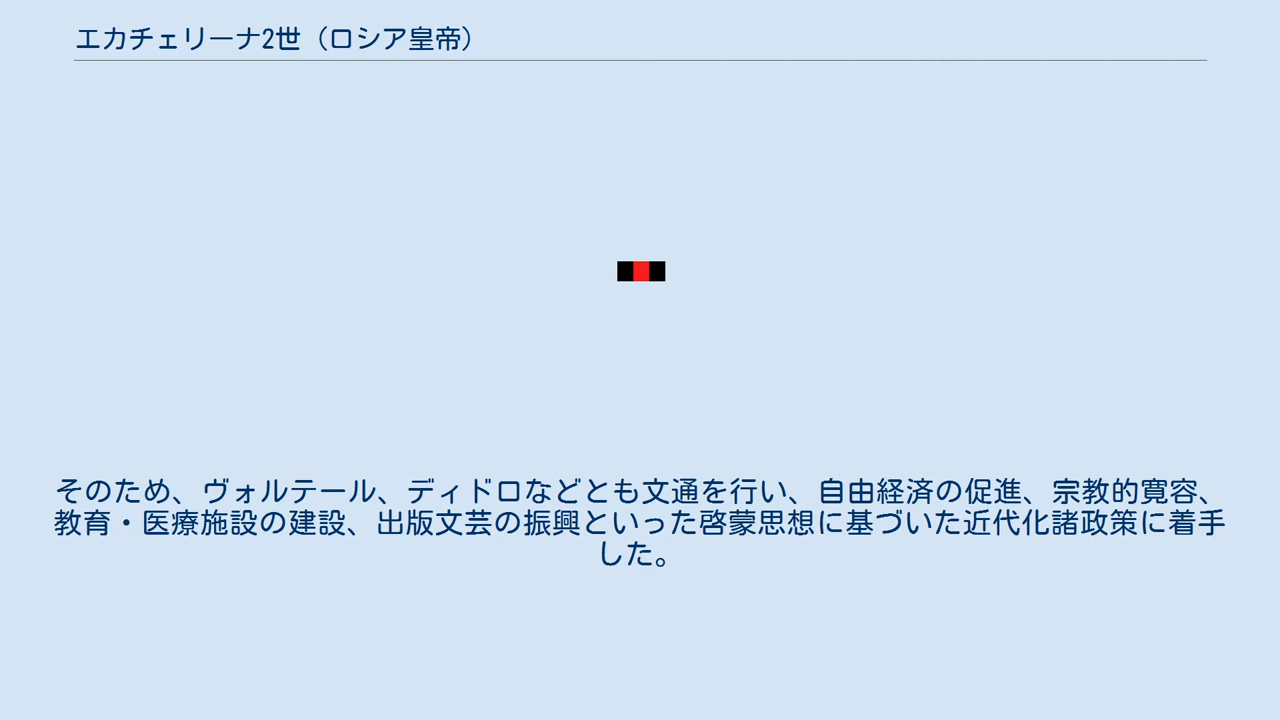 エカチェリーナ2世（ロシア皇帝）
そのため、ヴォルテール、ディドロなどとも文通を行い、自由経済の促進、宗教的寛容、
教育・医療施設の建設、出版文芸の振興といった啓蒙思想に基づいた近代化諸政策に着手
した。